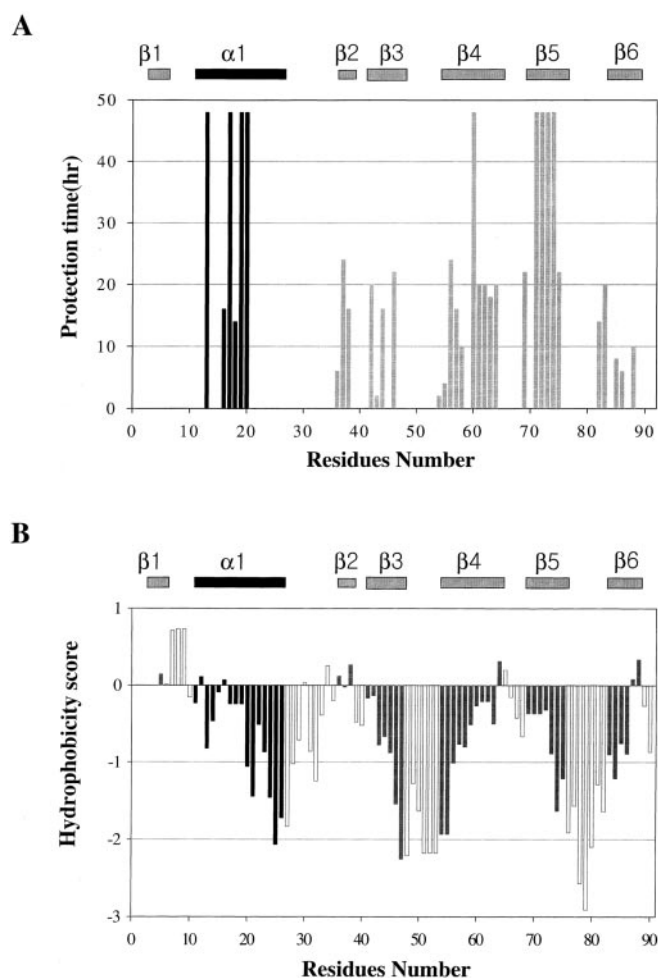 A
β1 α1 β2 β3 β4 β5 β6
50
40
30
20
10
0
Protection time(hr)
0 10 20 30 40 50 60 70 80 90
Residues Number
B
β1 α1 β2 β3 β4 β5 β6
1
0
-1
-2
-3
Hydrophobicity score
0 10 20 30 40 50 60 70 80 90
Residues Number